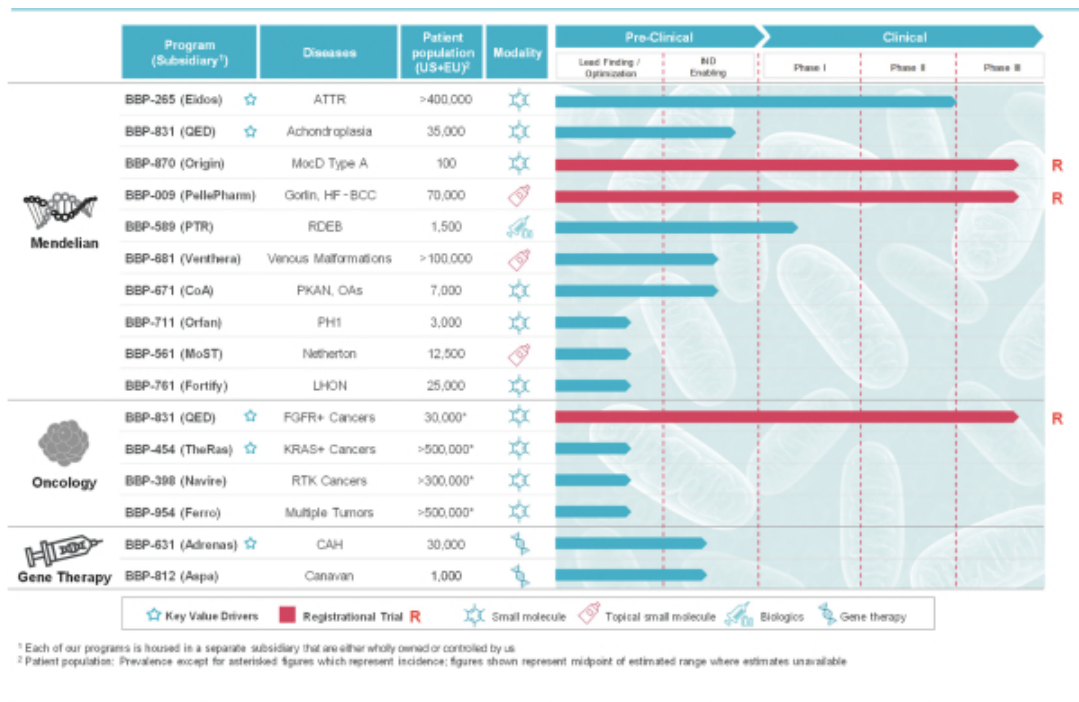 Program (Subsidiary¹)
Diseases
Patient population (US+EU)²
Modality
Pre-Clinical
Clinical
Lead Finding / Optimization
IND Enabling
Phase I
Phase II
Phase III
Mendelian
BBP-265 (Eidos) ATTR >400,000
BBP-831 (QED) Achondroplasia 35,000
BBP-870 (Origin) MocD Type A 100 R
BBP-009 (PellePharm) Gorlin, HF - BCC 70,000 R
BBP-589 (PTR) RDEB 1,500
BBP-681 (Venthera) Venous Malformations >100,000
BBP-671 (CoA) PKAN, OAs 7,000
BBP-711 (Orfan) PH1 3,000
BBP-561 (MoST) Netherton 12,500
BBP-761 (Fortify) LHON 25,000
Oncology
BBP-831 (QED) FGFR+ Cancers 30,000* R
BBP-454 (TheRas) KRAS+ Cancers >500,000*
BBP-398 (Navire) RTK Cancers >300,000*
BBP-954 (Ferro) Multiple Tumors >500,000*
Gene Therapy
BBP-631 (Adrenas) CAH 30,000
BBP-812 (Aspa) Canavan 1,000
Key Value Drivers Registrational Trial R Small molecule Topical small molecule Biologics Gene therapy
¹ Each of our programs is housed in a separate subsidiary that are either wholly owned or controlled by us
² Patient population: Prevalence except for asterisked figures which represent incidence; figures shown represent midpoint of estimated range where estimates unavailable